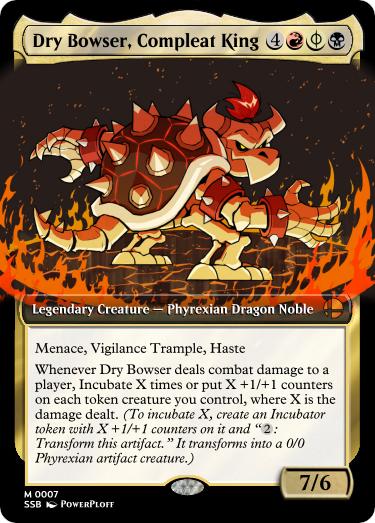 Dry Bowser, Compleat King 4
Legendary Creature — Phyrexian Dragon Noble
Menace, Vigilance Trample, Haste
Whenever Dry Bowser deals combat damage to a
player, Incubate X times or put X +1/+1 counters
on each token creature you control, where X is
the damage dealt. (To incubate X, create an Incubator
token with X +1/+1 counters on it and “2:
Transform this artifact.” It transforms into a 0/0
Phyrexian artifact creature.)
7/6
M 0007
SSB PowerPloff